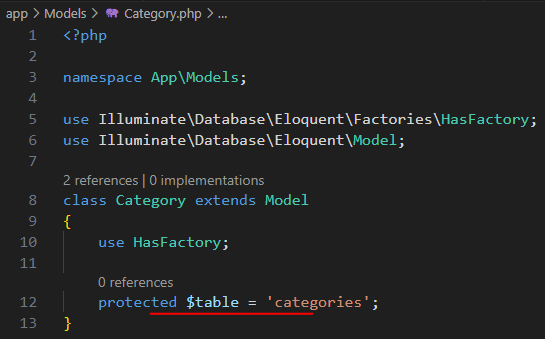 app > Models > Category.php > ...
1 <?php
2
3 namespace App\Models;
4
5 use Illuminate\Database\Eloquent\Factories\HasFactory;
6 use Illuminate\Database\Eloquent\Model;
7
2 references | 0 implementations
8 class Category extends Model
9 {
10 use HasFactory;
11
0 references
12 protected $table = 'categories';
13 }